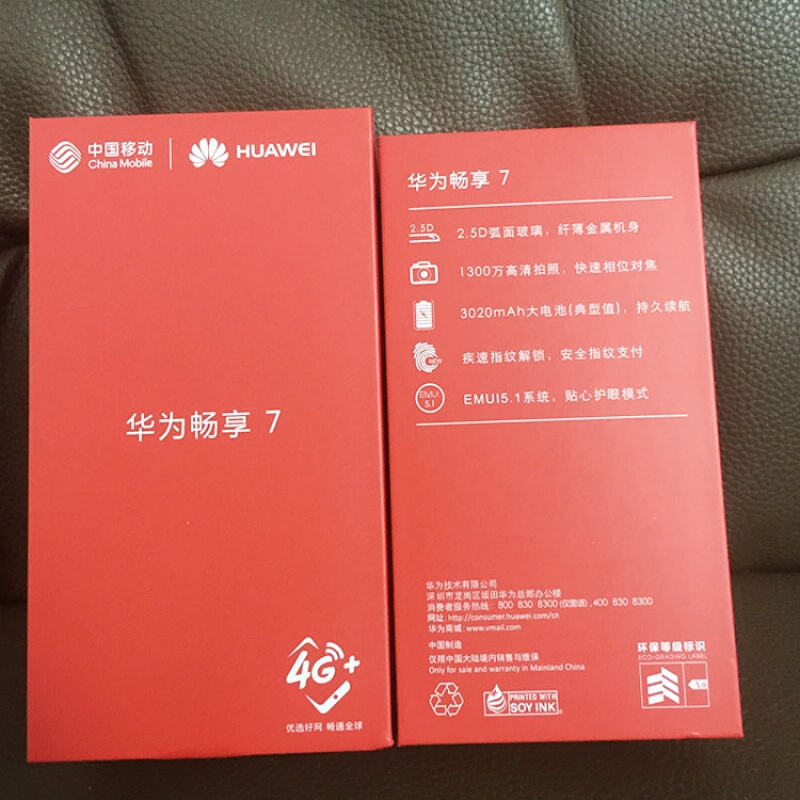 中国移动
China Mobile
HUAWEI
华为畅享 7
4G+
优选好网 畅通全球
华为畅享 7
2.5D
2.5D弧面玻璃，纤薄金属机身
1300万高清拍照，快速相位对焦
3020mAh大电池(典型值)，持久续航
NEW
疾速指纹解锁，安全指纹支付
EMUI
5.1
EMUI5.1系统，贴心护眼模式
华为技术有限公司
深圳市龙岗区坂田华为总部办公楼
消费者服务热线: 800 830 8300 (仅固话) ,400 830 8300
网址: http://consumer.huawei.com/cn
华为商城: www.vmall.com
中国制造
仅限中国大陆境内销售与维保
Only for sale and warranty in Mainland China
PRINTED WITH
SOY INK
环保等级标识
ECO-GRADING LABEL